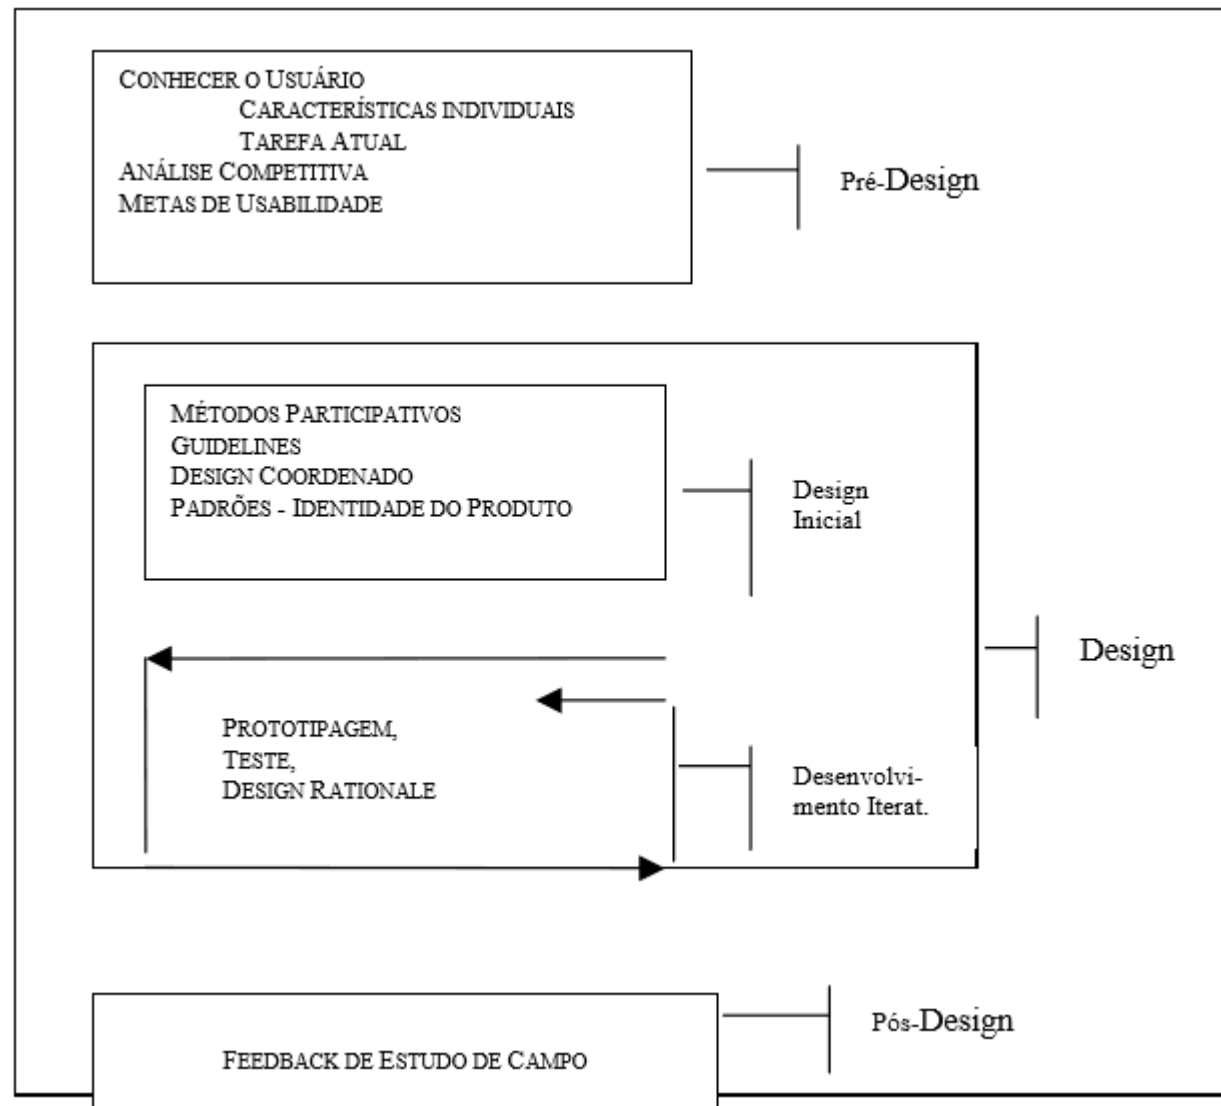 CONHECER O USUÁRIO
CARACTERÍSTICAS INDIVIDUAIS
TAREFA ATUAL
ANÁLISE COMPETITIVA
METAS DE USABILIDADE
Pré-Design
MÉTODOS PARTICIPATIVOS
GUIDELINES
DESIGN COORDENADO
PADRÕES - IDENTIDADE DO PRODUTO
Design
Inicial
Design
PROTOTIPAGEM,
TESTE,
DESIGN RATIONALE
Desenvolvi-
mento Iterat.
Pós-Design
FEEDBACK DE ESTUDO DE CAMPO